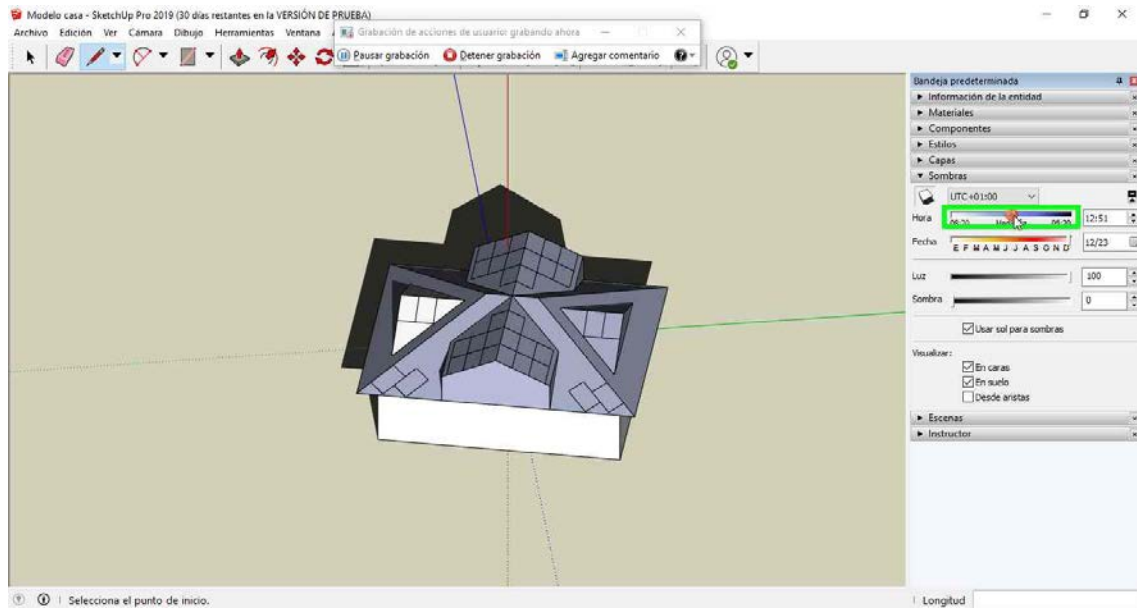 Modelo casa - SketchUp Pro 2019 (30 días restantes en la VERSIÓN DE PRUEBA)
Archivo Edición Ver Cámara Dibujo Herramientas Ventana
Grabación de acciones de usuario: grabando ahora
Pausar grabación Detener grabación Agregar comentario
Bandeja predeterminada
Información de la entidad
Materiales
Componentes
Estilos
Capas
Sombras
UTC+01:00
Hora 12:51
Fecha E F M A M J J A S O N D 12/23
Luz 100
Sombra 0
Usar sol para sombras
Visualizar:
En caras
En suelo
Desde aristas
Escenas
Instructor
Selecciona el punto de inicio.
Longitud